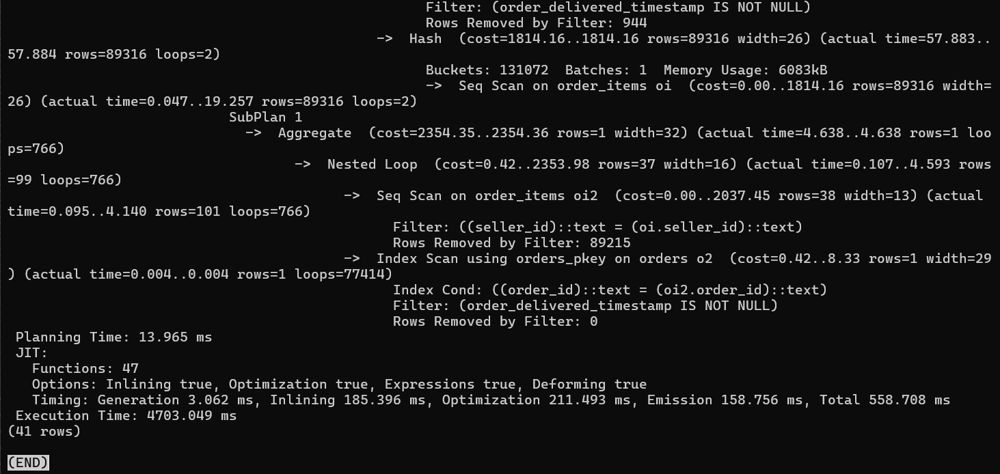 Filter: (order_delivered_timestamp IS NOT NULL)
Rows Removed by Filter: 944
-> Hash (cost=1814.16..1814.16 rows=89316 width=26) (actual time=57.883..
57.884 rows=89316 loops=2)
Buckets: 131072 Batches: 1 Memory Usage: 6083kB
-> Seq Scan on order_items oi (cost=0.00..1814.16 rows=89316 width=
26) (actual time=0.047..19.257 rows=89316 loops=2)
SubPlan 1
-> Aggregate (cost=2354.35..2354.36 rows=1 width=32) (actual time=4.638..4.638 rows=1 loo
ps=766)
-> Nested Loop (cost=0.42..2353.98 rows=37 width=16) (actual time=0.107..4.593 rows
=99 loops=766)
-> Seq Scan on order_items oi2 (cost=0.00..2037.45 rows=38 width=13) (actual
time=0.095..4.140 rows=101 loops=766)
Filter: ((seller_id)::text = (oi.seller_id)::text)
Rows Removed by Filter: 89215
-> Index Scan using orders_pkey on orders o2 (cost=0.42..8.33 rows=1 width=29
) (actual time=0.004..0.004 rows=1 loops=77414)
Index Cond: ((order_id)::text = (oi2.order_id)::text)
Filter: (order_delivered_timestamp IS NOT NULL)
Rows Removed by Filter: 0
Planning Time: 13.965 ms
JIT:
Functions: 47
Options: Inlining true, Optimization true, Expressions true, Deforming true
Timing: Generation 3.062 ms, Inlining 185.396 ms, Optimization 211.493 ms, Emission 158.756 ms, Total 558.708 ms
Execution Time: 4703.049 ms
(41 rows)
(END)